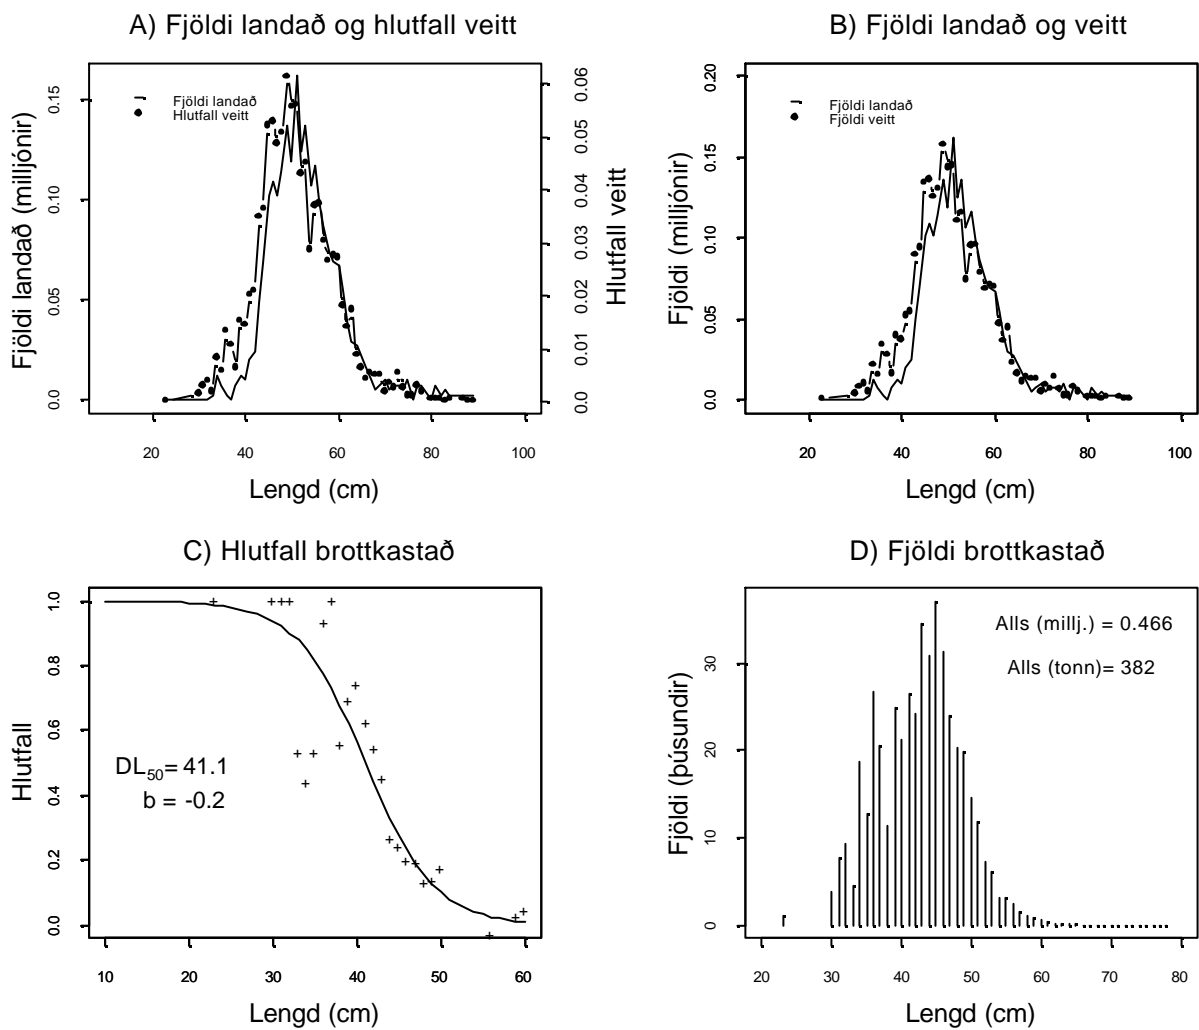 A) Fjöldi landað og hlutfall veitt
Fjöldi landað
Hlutfall veitt
Fjöldi landað (milljónir)
0.0 0.05 0.10 0.15
Hlutfall veitt
0.0 0.01 0.02 0.03 0.04 0.05 0.06
20 40 60 80 100
Lengd (cm)
B) Fjöldi landað og veitt
Fjöldi landað
Fjöldi veitt
Fjöldi (milljónir)
0.0 0.05 0.10 0.15 0.20
20 40 60 80 100
Lengd (cm)
C) Hlutfall brottkastað
Hlutfall
0.0 0.2 0.4 0.6 0.8 1.0
DL50= 41.1
b = -0.2
10 20 30 40 50 60
Lengd (cm)
D) Fjöldi brottkastað
Alls (millj.) = 0.466
Alls (tonn)= 382
Fjöldi (þúsundir)
0 10 20 30
20 30 40 50 60 70 80
Lengd (cm)